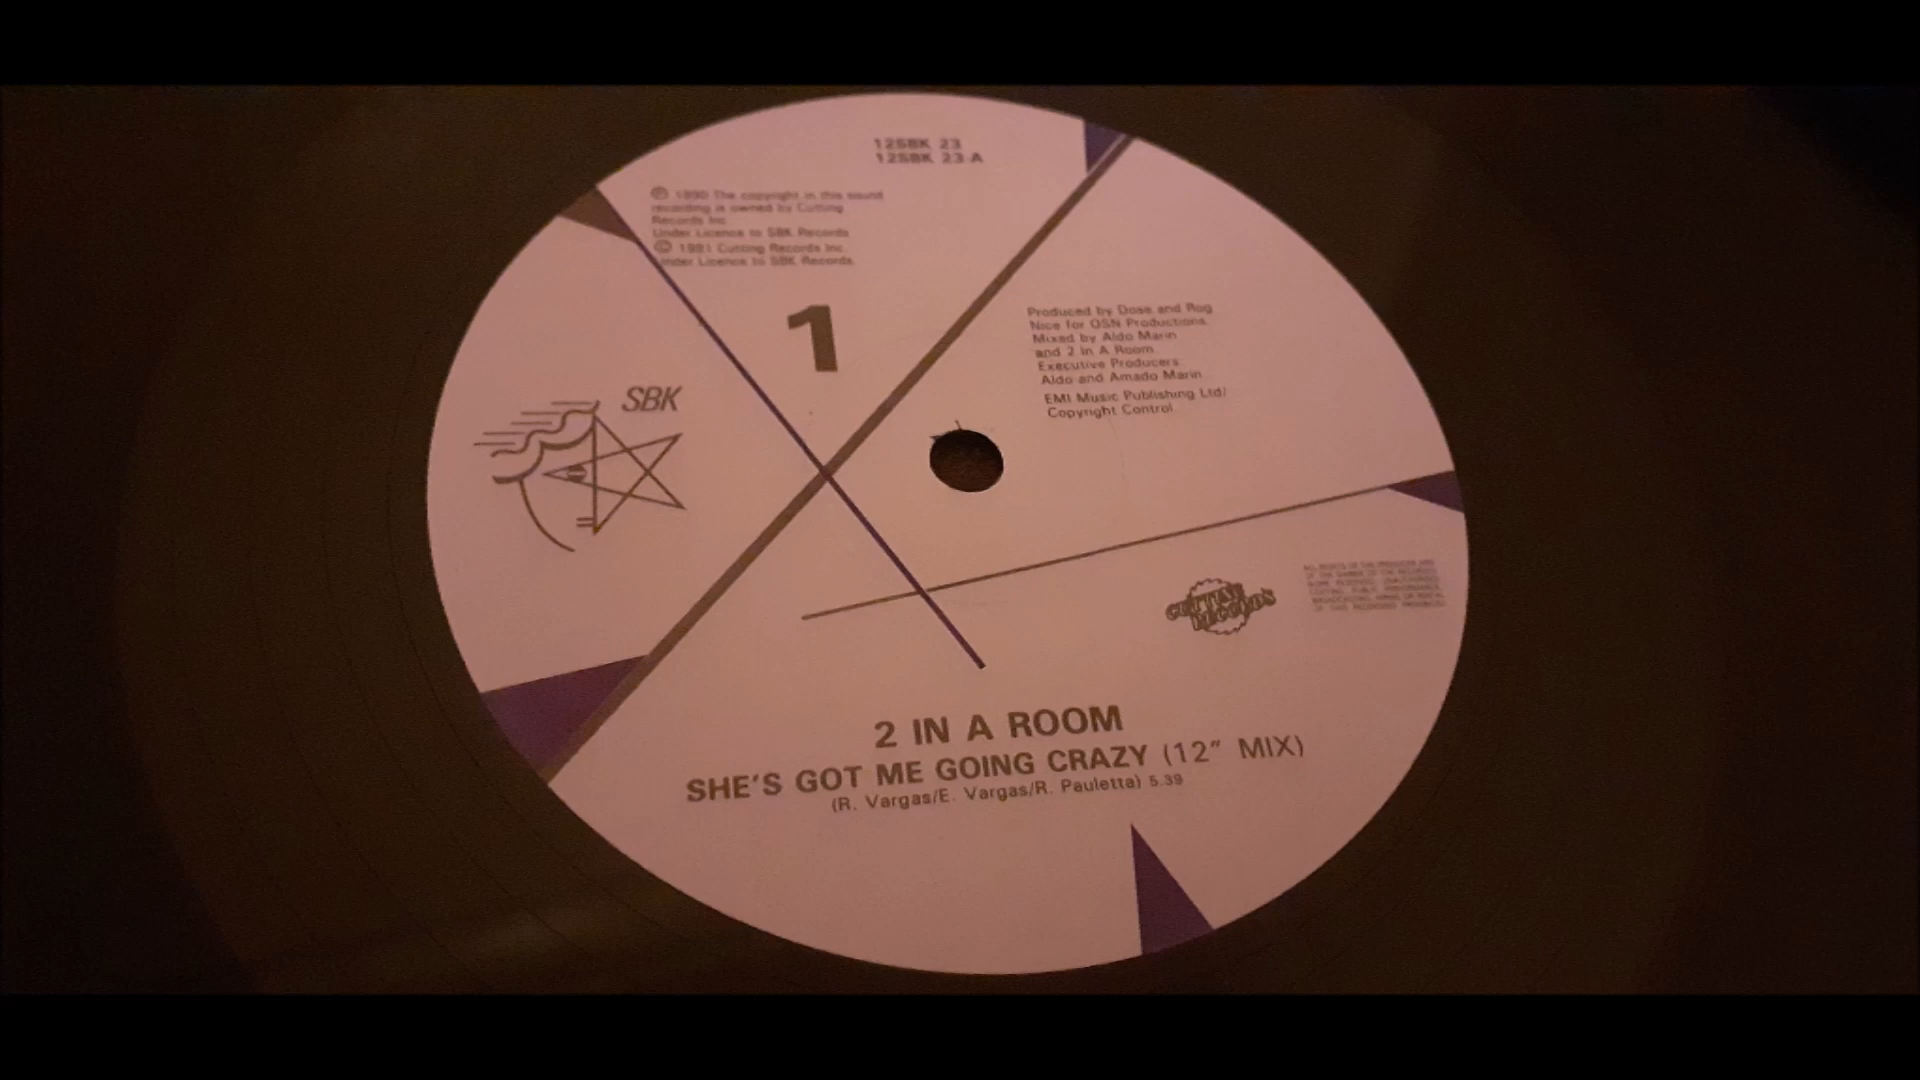 12SBK 23
12SBK 23 A
Ⓟ 1990 The copyright in this sound
recording is owned by Cutting
Records Inc
Under Licence to SBK Records
© 1991 Cutting Records Inc.
Under Licence to SBK Records
1
SBK
Produced by Dose and Rog
Nice for OSN Productions.
Mixed by Aldo Marin
and 2 In A Room
Executive Producers
Aldo and Amado Marin
EMI Music Publishing Ltd/
Copyright Control
CUTTING
RECORDS
2 IN A ROOM
SHE'S GOT ME GOING CRAZY (12" MIX)
(R. Vargas/E. Vargas/R. Pauletta) 5.39